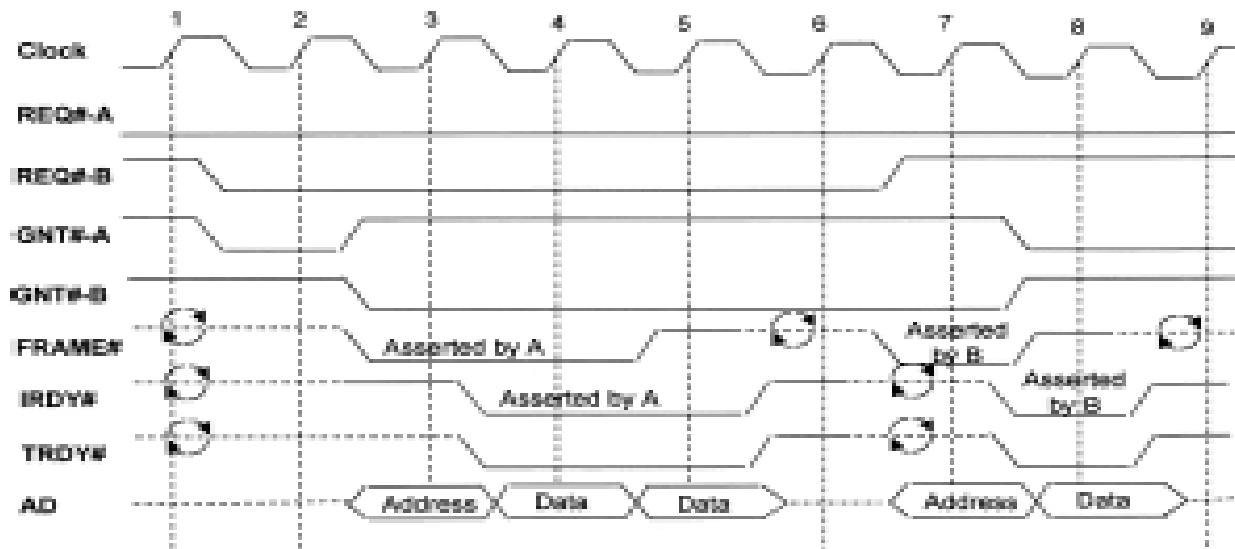 1 2 3 4 5 6 7 8 9
Clock
REQ#-A
REQ#-B
GNT#-A
GNT#-B
FRAME#
Asserted by A
Asserted
by B
IRDY#
Asserted by A
Asserted
by B
TRDY#
AD
Address Data Data Address Data